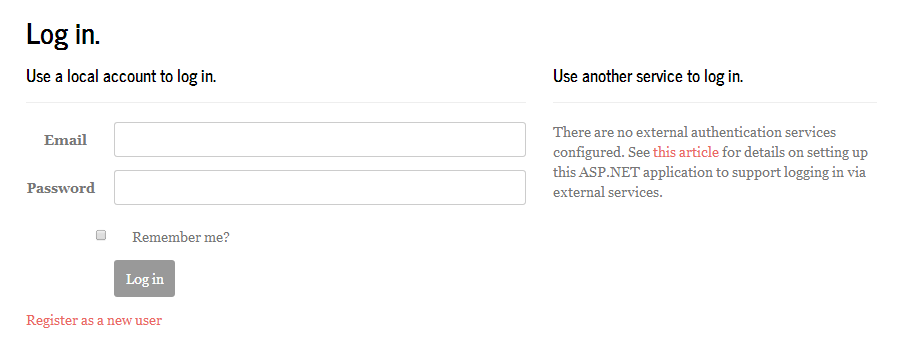 Log in.
Use a local account to log in.
Email
Password
Remember me?
Log in
Register as a new user
Use another service to log in.
There are no external authentication services
configured. See this article for details on setting up
this ASP.NET application to support logging in via
external services.